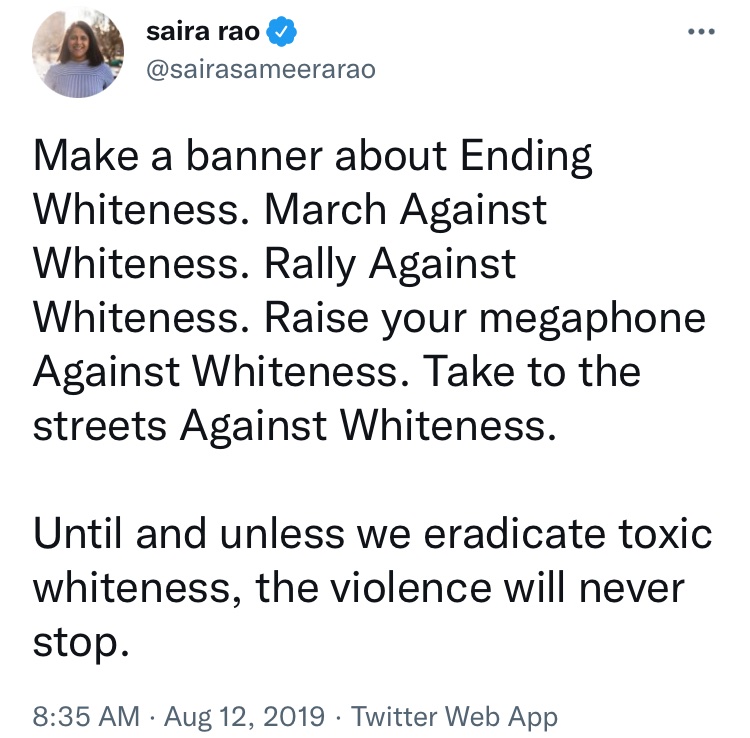 saira rao
@sairasameerarao
Make a banner about Ending
Whiteness. March Against
Whiteness. Rally Against
Whiteness. Raise your megaphone
Against Whiteness. Take to the
streets Against Whiteness.
Until and unless we eradicate toxic
whiteness, the violence will never
stop.
8:35 AM · Aug 12, 2019 · Twitter Web App